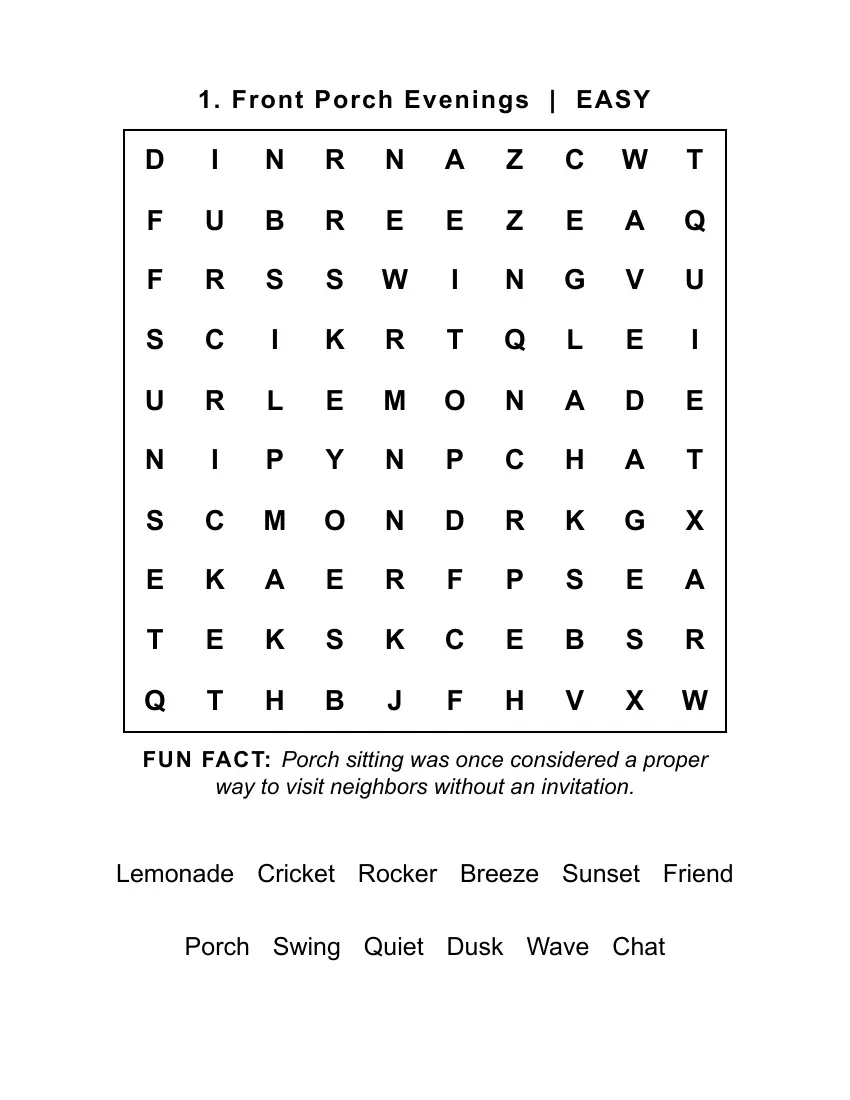 1. Front Porch Evenings | EASY
D I N R N A Z C W T
F U B R E E Z E A Q
F R S S W I N G V U
S C I K R T Q L E I
U R L E M O N A D E
N I P Y N P C H A T
S C M O N D R K G X
E K A E R F P S E A
T E K S K C E B S R
Q T H B J F H V X W
FUN FACT: Porch sitting was once considered a proper
way to visit neighbors without an invitation.
Lemonade Cricket Rocker Breeze Sunset Friend
Porch Swing Quiet Dusk Wave Chat